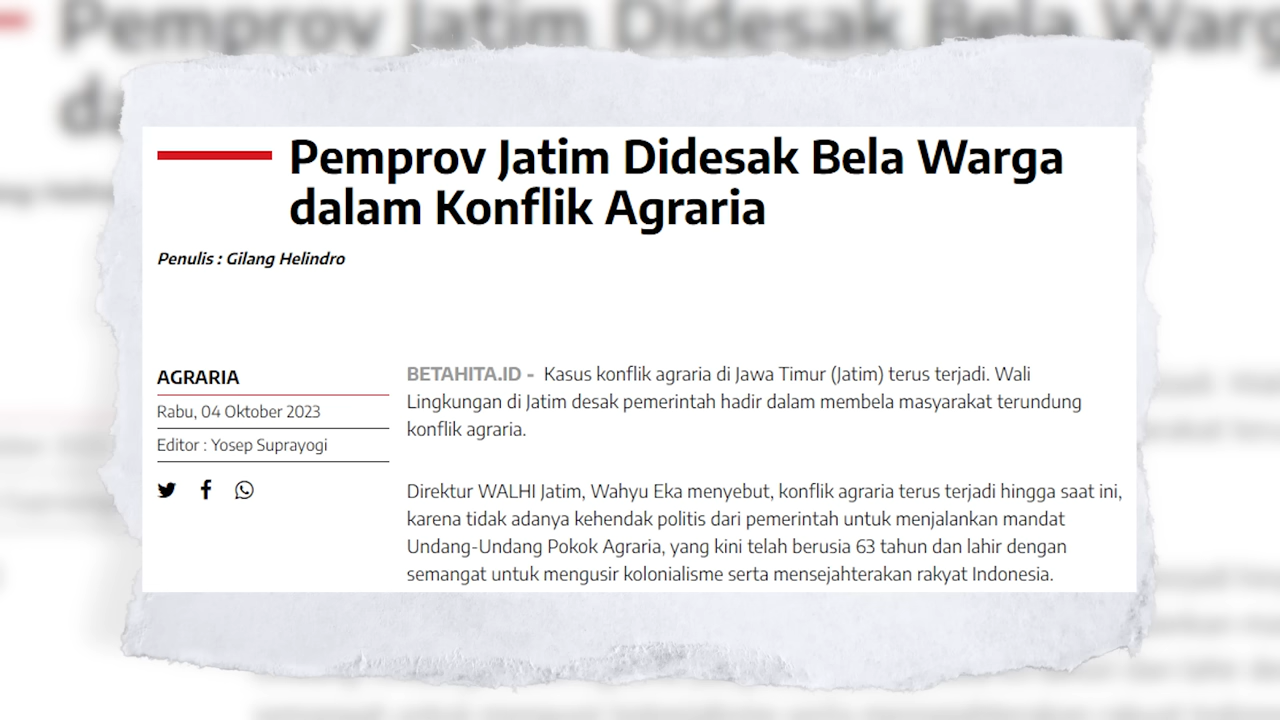 Pemprov Jatim Didesak Bela Warga
dalam Konflik Agraria
Penulis : Gilang Helindro
AGRARIA
Rabu, 04 Oktober 2023
Editor : Yosep Suprayogi
BETAHITA.ID - Kasus konflik agraria di Jawa Timur (Jatim) terus terjadi. Wali
Lingkungan di Jatim desak pemerintah hadir dalam membela masyarakat terundung
konflik agraria.
Direktur WALHI Jatim, Wahyu Eka menyebut, konflik agraria terus terjadi hingga saat ini,
karena tidak adanya kehendak politis dari pemerintah untuk menjalankan mandat
Undang-Undang Pokok Agraria, yang kini telah berusia 63 tahun dan lahir dengan
semangat untuk mengusir kolonialisme serta mensejahterakan rakyat Indonesia.